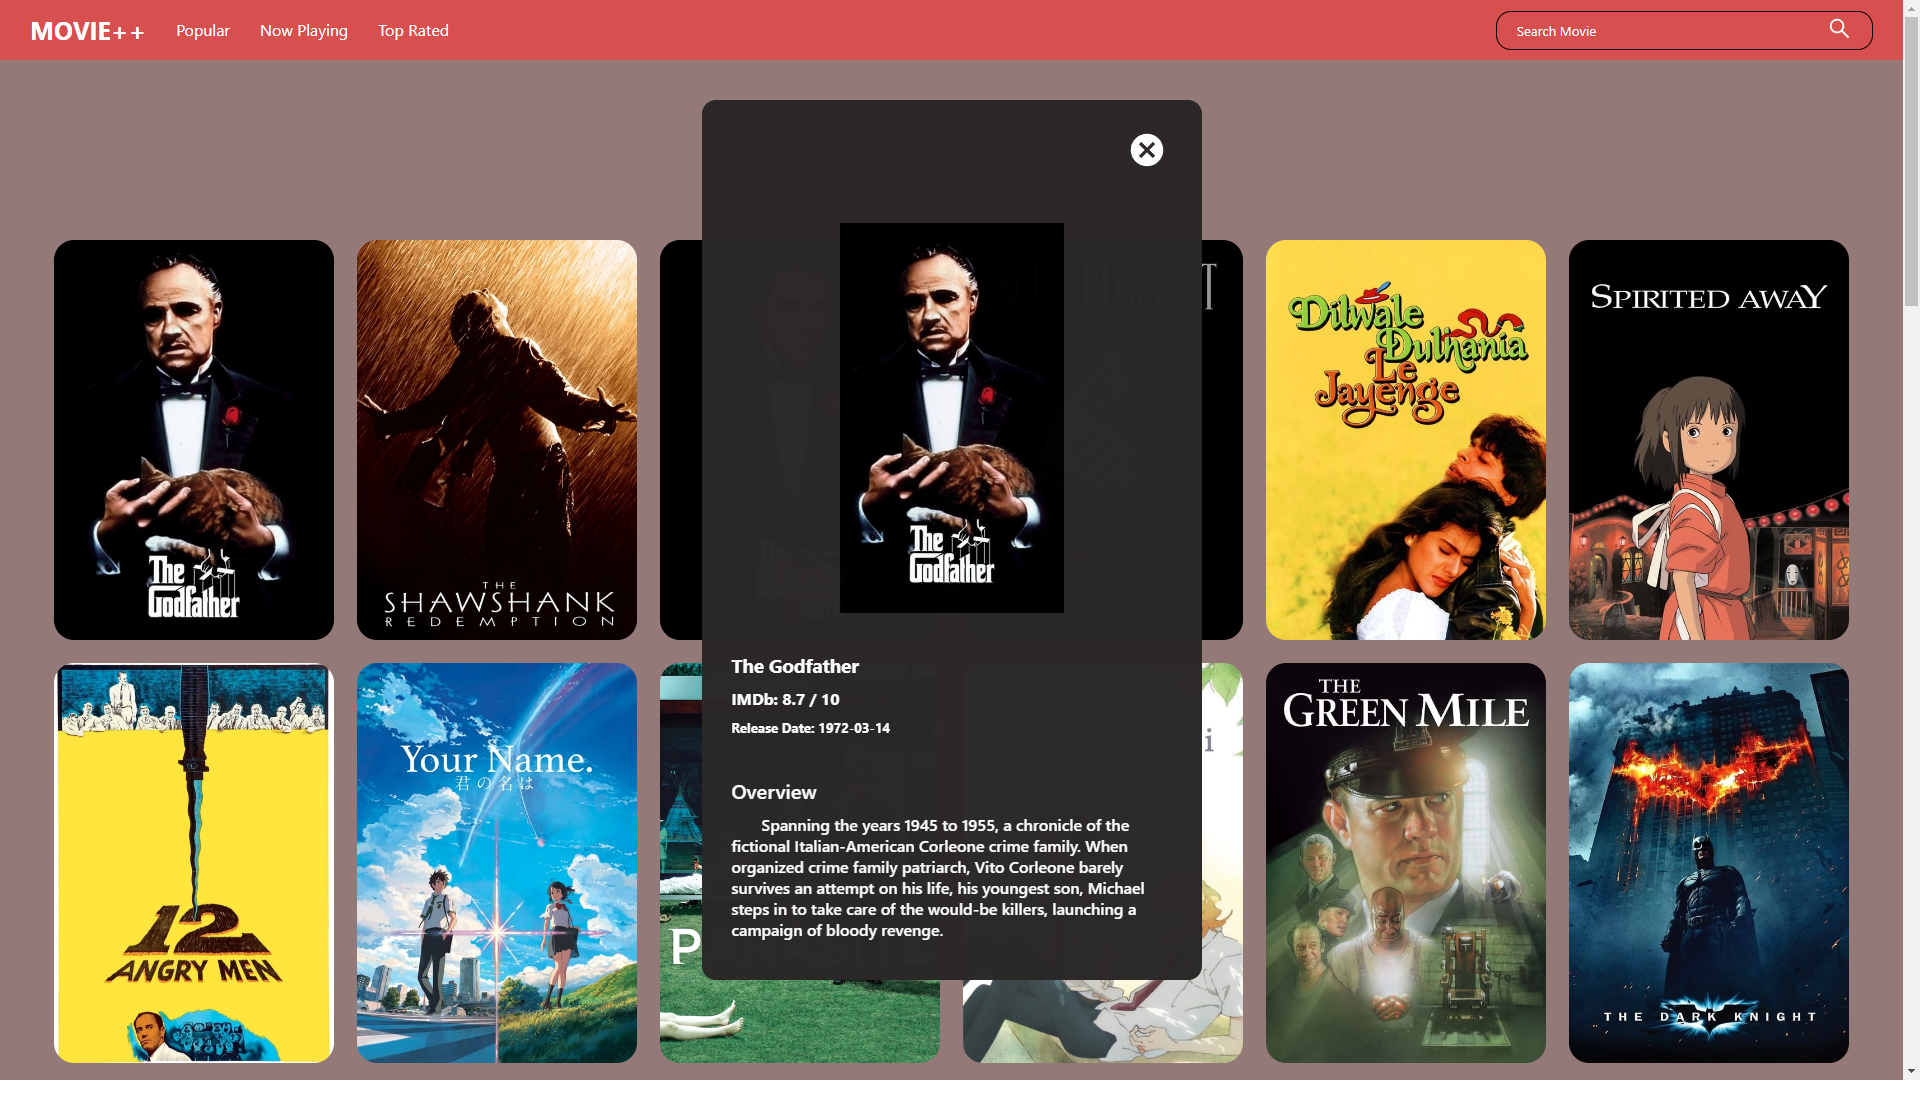 MOVIE++
Popular
Now Playing
Top Rated
Search Movie
The
Godfather
THE
SHAWSHANK
REDEMPTION
T
Dilwale
Dulhania
Le
Jayenge
SPIRITED AWAY
The
Godfather
The Godfather
IMDb: 8.7 / 10
Release Date: 1972-03-14
Overview
Spanning the years 1945 to 1955, a chronicle of the
fictional Italian-American Corleone crime family. When
organized crime family patriarch, Vito Corleone barely
survives an attempt on his life, his youngest son, Michael
steps in to take care of the would-be killers, launching a
campaign of bloody revenge.
12
ANGRY MEN
Your Name.
君の名は
P
i
THE
GREEN MILE
THE DARK KNIGHT